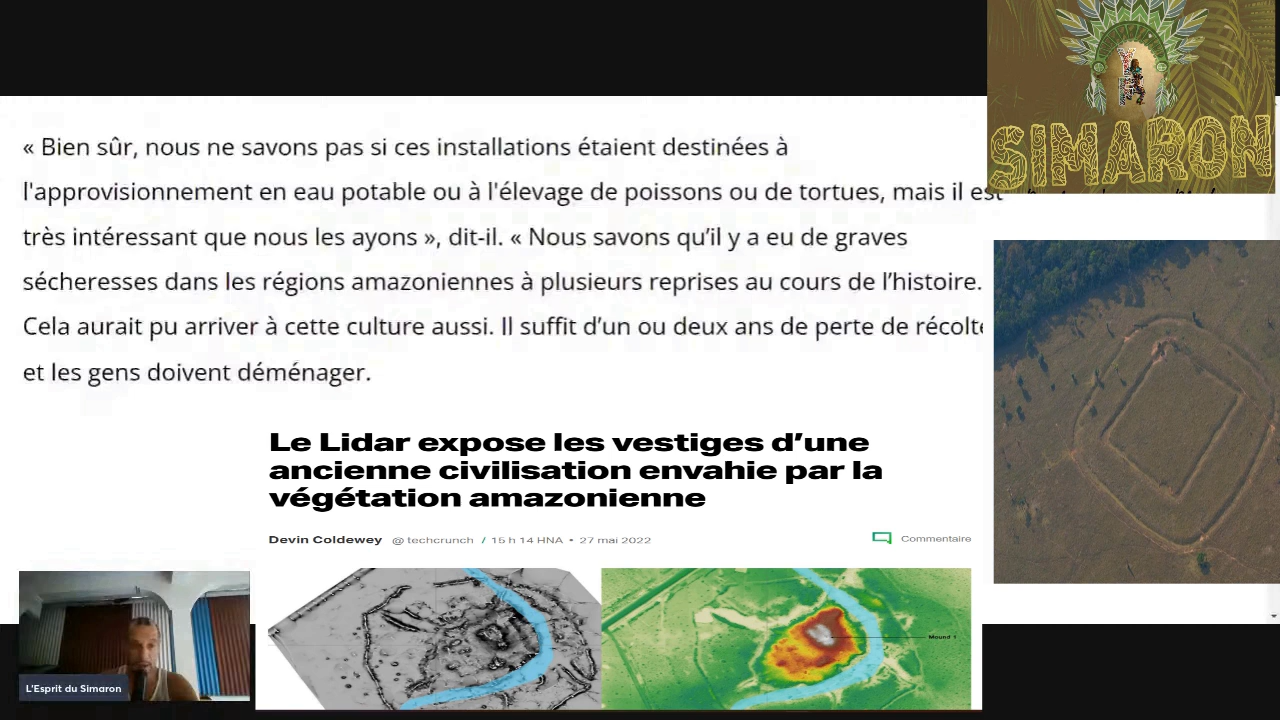 SIMARON
« Bien sûr, nous ne savons pas si ces installations étaient destinées à
l'approvisionnement en eau potable ou à l'élevage de poissons ou de tortues, mais il est
très intéressant que nous les ayons », dit-il. « Nous savons qu'il y a eu de graves
sécheresses dans les régions amazoniennes à plusieurs reprises au cours de l'histoire.
Cela aurait pu arriver à cette culture aussi. Il suffit d'un ou deux ans de perte de récolte
et les gens doivent déménager.
Le Lidar expose les vestiges d'une
ancienne civilisation envahie par la
végétation amazonienne
Devin Coldewey @ techcrunch / 15 h 14 HNA • 27 mai 2022
Commentaire
Mound 1
L'Esprit du Simaron